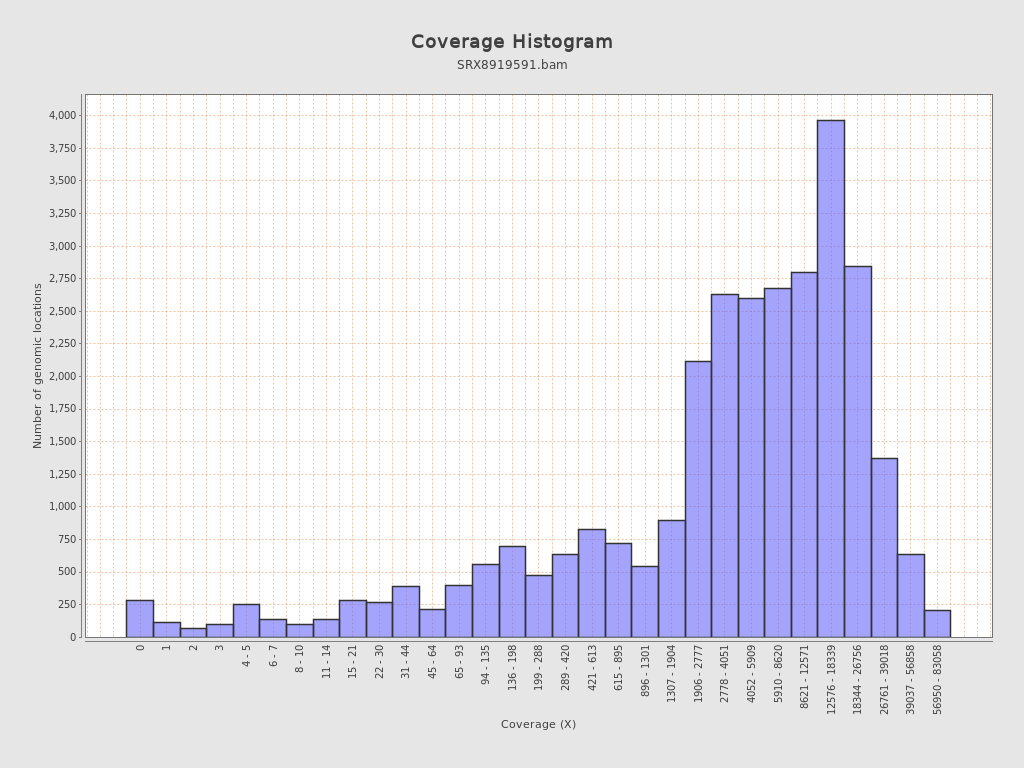 Coverage Histogram
SRX8919591.bam
Number of genomic locations
4,000
3,750
3,500
3,250
3,000
2,750
2,500
2,250
2,000
1,750
1,500
1,250
1,000
750
500
250
0
0
1
2
3
4 - 5
6 - 7
8 - 10
11 - 14
15 - 21
22 - 30
31 - 44
45 - 64
65 - 93
94 - 135
136 - 198
199 - 288
289 - 420
421 - 613
615 - 895
896 - 1301
1307 - 1904
1906 - 2777
2778 - 4051
4052 - 5909
5910 - 8620
8621 - 12571
12576 - 18339
18344 - 26756
26761 - 39018
39037 - 56858
56950 - 83058
Coverage (X)